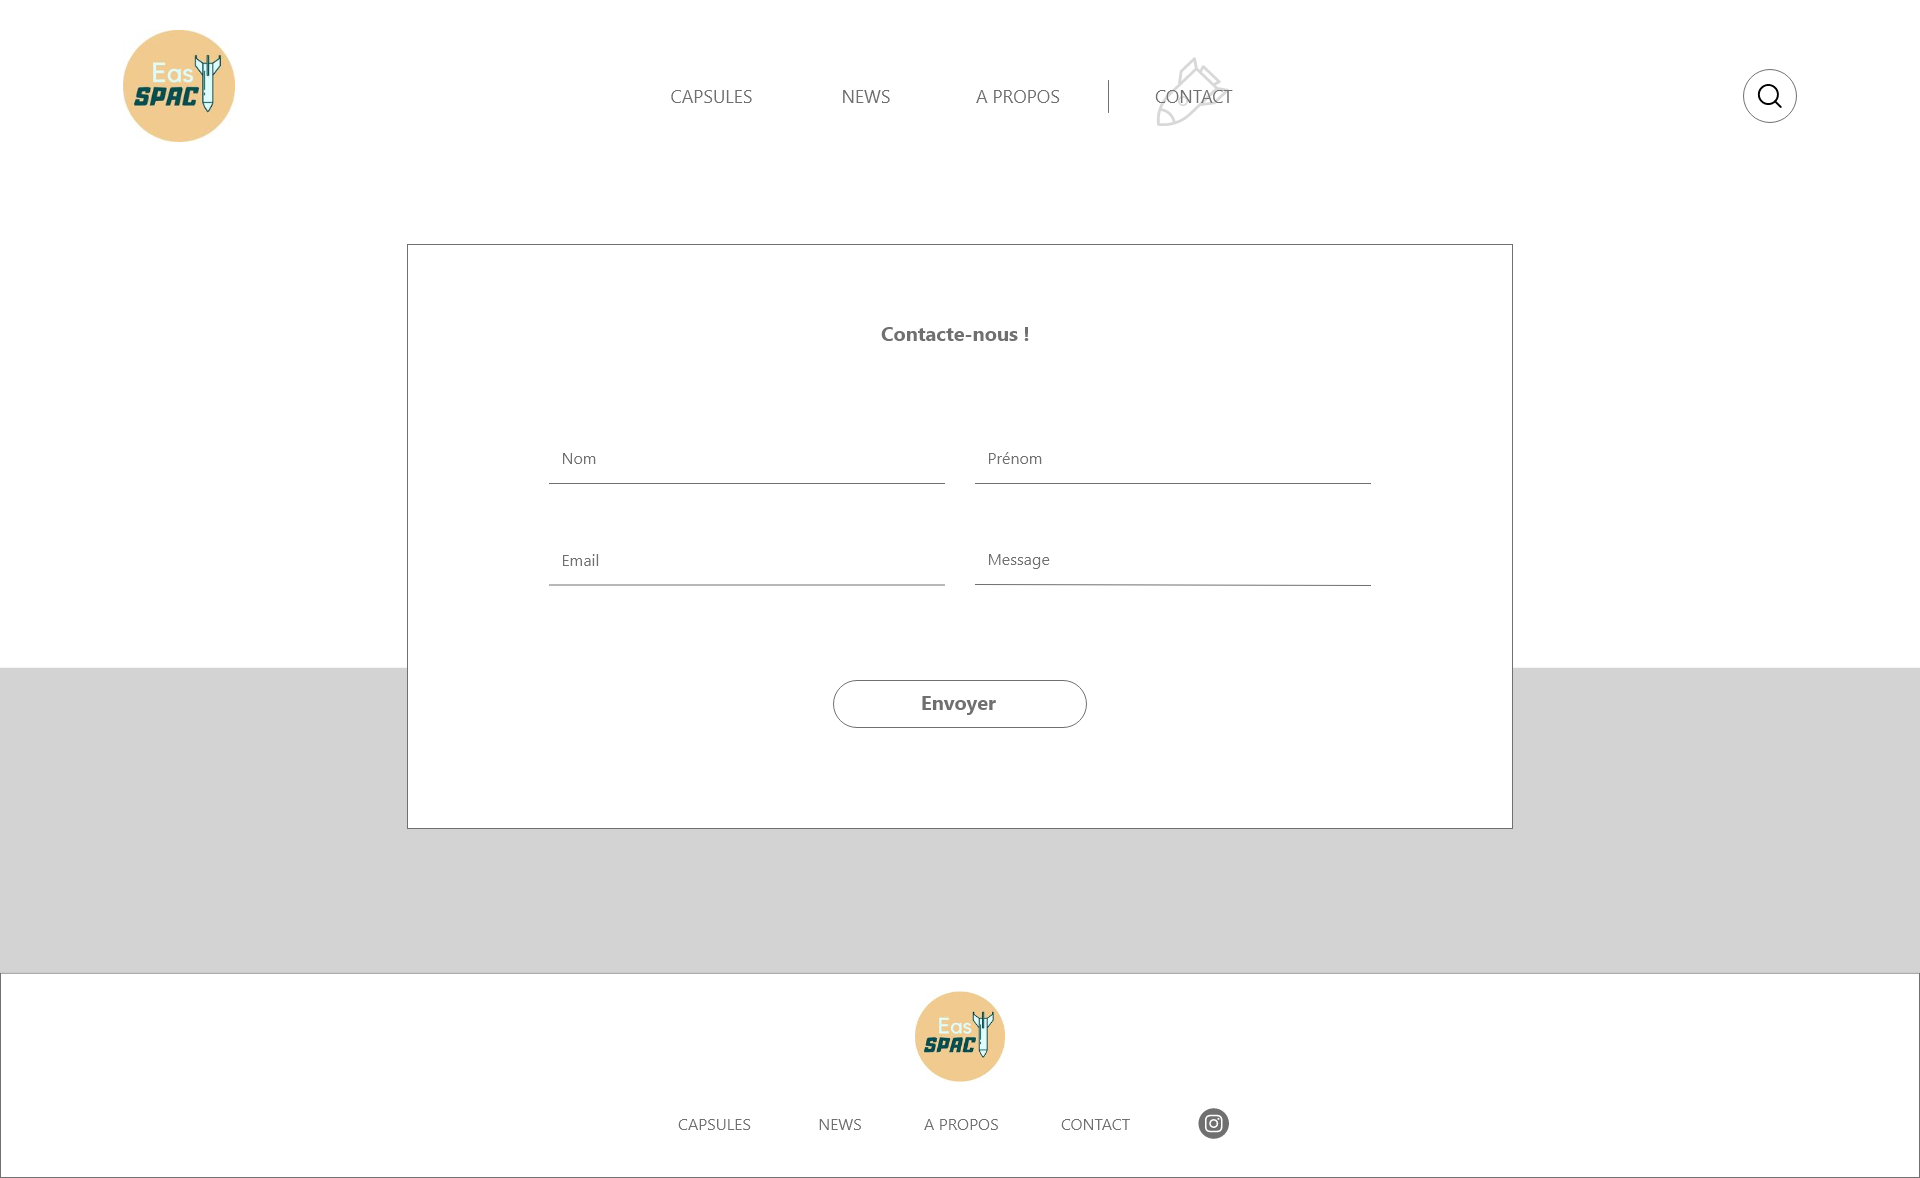 Eas
SPAC
CAPSULES
NEWS
A PROPOS
CONTACT
Contacte-nous !
Nom
Prénom
Email
Message
Envoyer
Eas
SPAC
CAPSULES
NEWS
A PROPOS
CONTACT